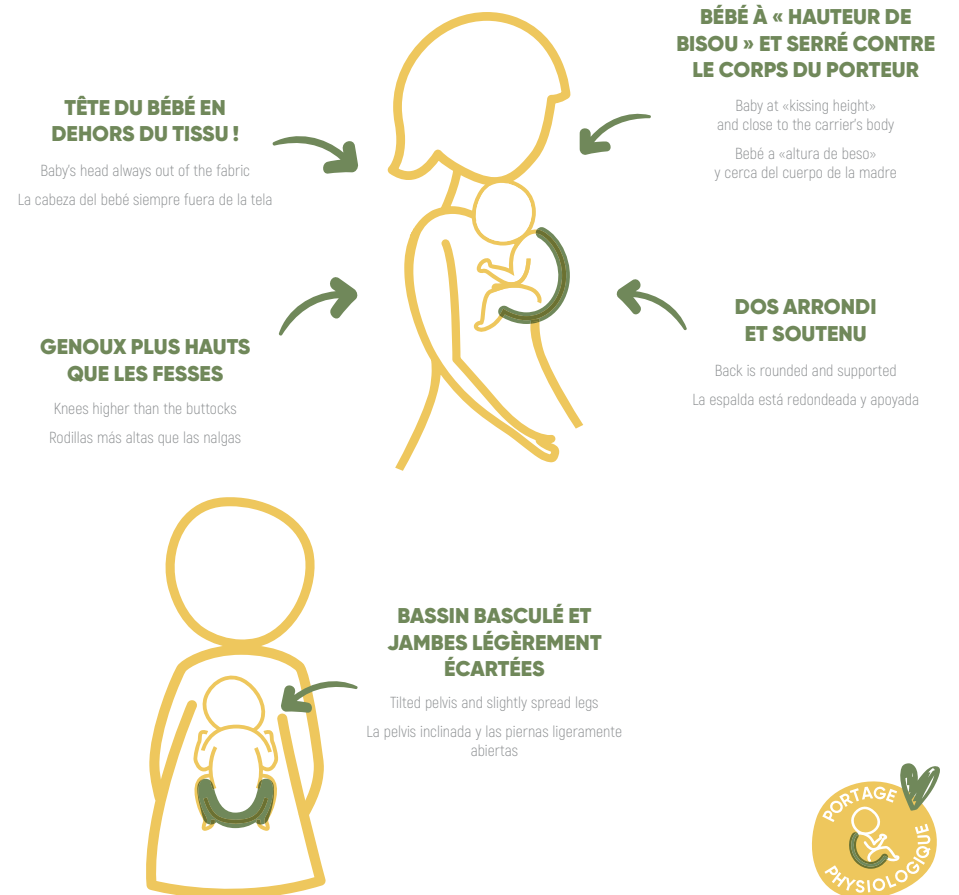 BÉBÉ À « HAUTEUR DE
BISOU » ET SERRÉ CONTRE
LE CORPS DU PORTEUR
Baby at «kissing height»
and close to the carrier's body
Bebé a «altura de beso»
y cerca del cuerpo de la madre
TÊTE DU BÉBÉ EN
DEHORS DU TISSU !
Baby's head always out of the fabric
La cabeza del bebé siempre fuera de la tela
GENOUX PLUS HAUTS
QUE LES FESSES
Knees higher than the buttocks
Rodillas más altas que las nalgas
DOS ARRONDI
ET SOUTENU
Back is rounded and supported
La espalda está redondeada y apoyada
BASSIN BASCULÉ ET
JAMBES LÉGÈREMENT
ÉCARTÉES
Tilted pelvis and slightly spread legs
La pelvis inclinada y las piernas ligeramente
abiertas
PORTAGE
PHYSIOLOGIQUE